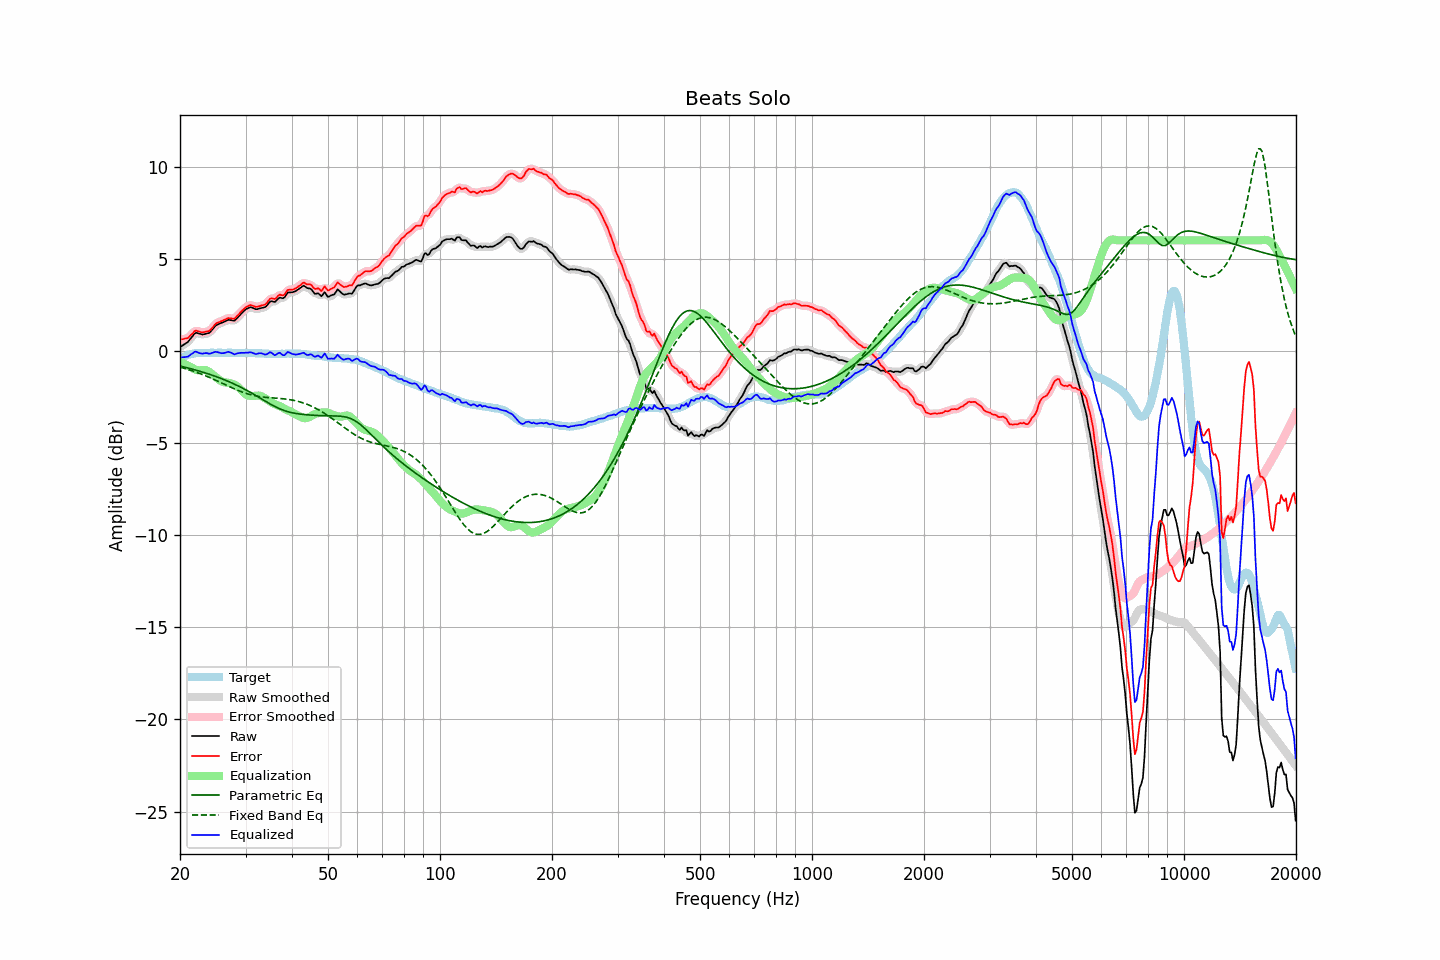 Beats Solo
Amplitude (dBr)
10
5
0
−5
−10
−15
−20
−25
Target
Raw Smoothed
Error Smoothed
Raw
Error
Equalization
Parametric Eq
Fixed Band Eq
Equalized
20 50 100 200 500 1000 2000 5000 10000 20000
Frequency (Hz)